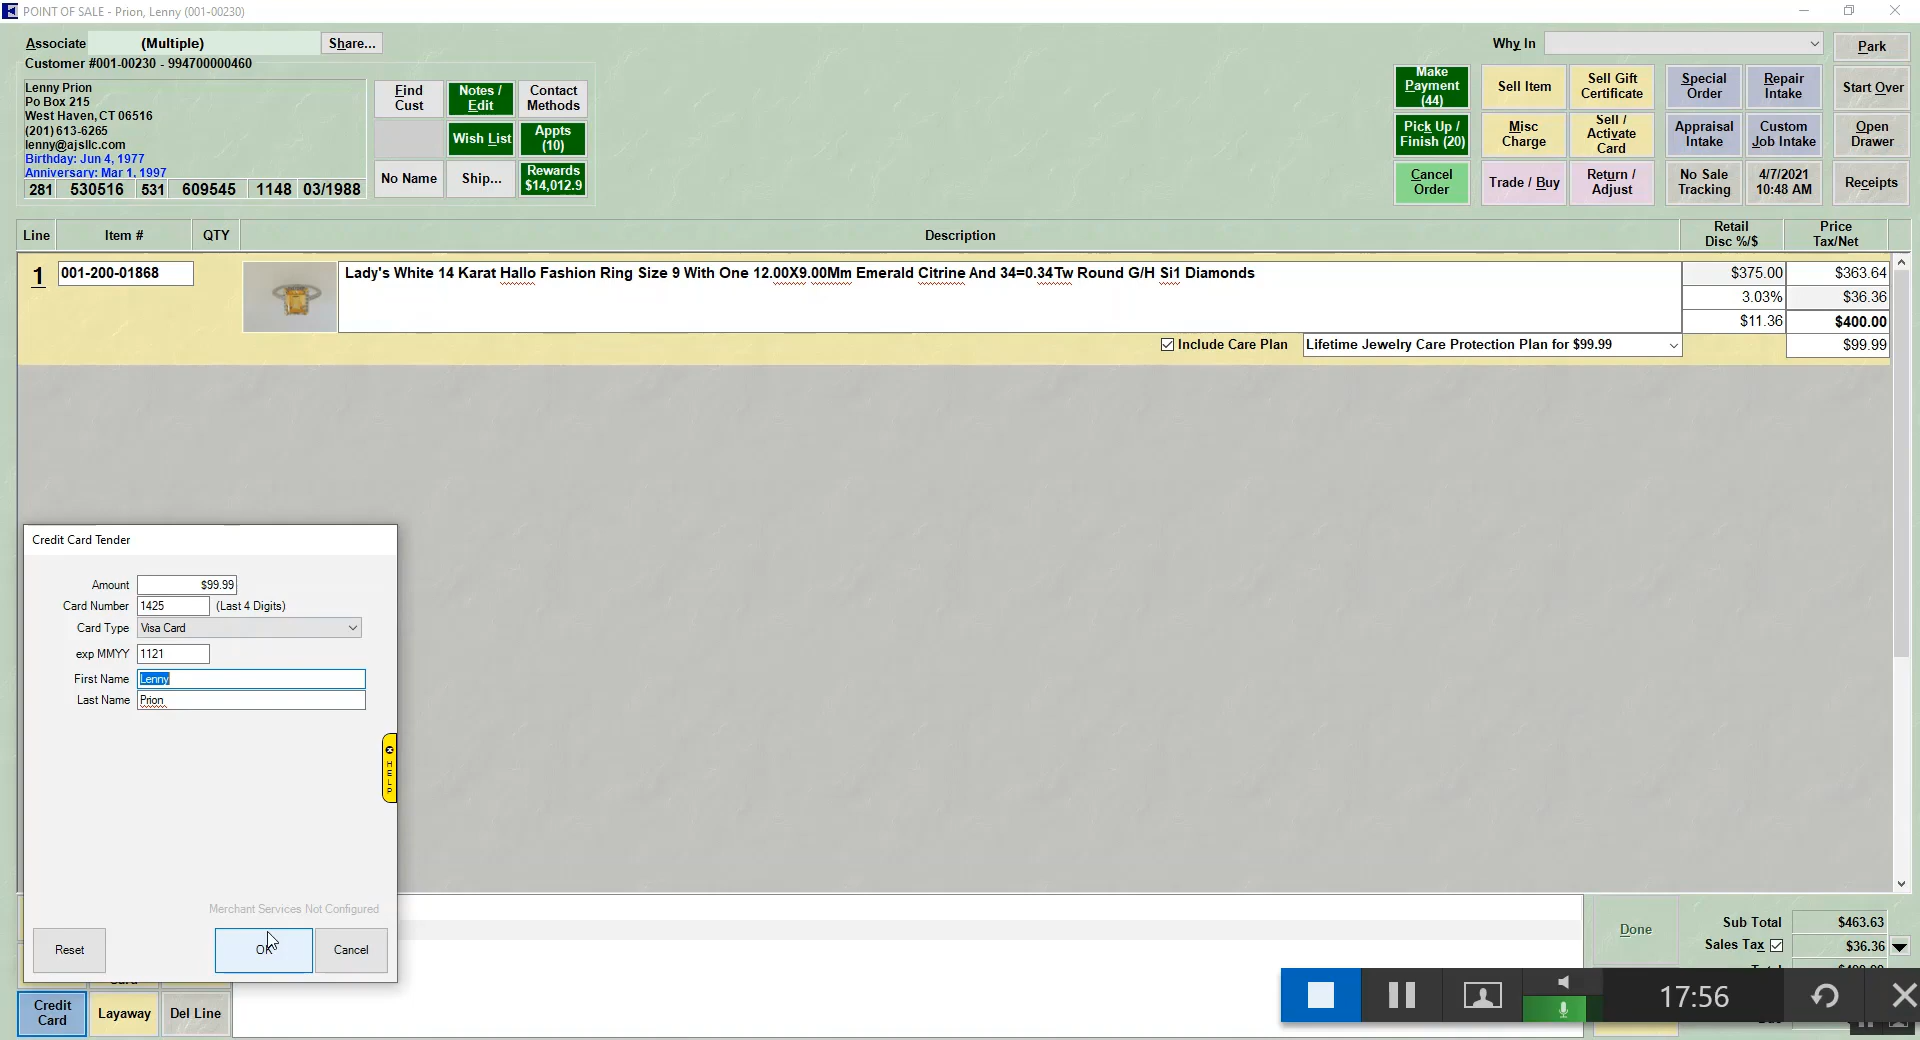 POINT OF SALE - Prion, Lenny (001-00230)
Associate (Multiple) Share...
Customer #001-00230 - 994700000460
Lenny Prion
Po Box 215
West Haven, CT 06516
(201) 613-6265
lenny@ajsllc.com
Birthday: Jun 4, 1977
Anniversary: Mar 1, 1997
281 530516 531 609545 1148 03/1988
Find Cust
Notes / Edit
Contact Methods
Wish List
Appts (10)
No Name
Ship...
Rewards $14,012.9
Why In
Park
Make Payment (44)
Sell Item
Sell Gift Certificate
Special Order
Repair Intake
Start Over
Pick Up / Finish (20)
Misc Charge
Sell / Activate Card
Appraisal Intake
Custom Job Intake
Open Drawer
Cancel Order
Trade / Buy
Return / Adjust
No Sale Tracking
4/7/2021 10:48 AM
Receipts
Line Item # QTY Description Retail Disc %/$ Price Tax/Net
1 001-200-01868 Lady's White 14 Karat Hallo Fashion Ring Size 9 With One 12.00X9.00Mm Emerald Citrine And 34=0.34Tw Round G/H Si1 Diamonds $375.00 $363.64
3.03% $36.36
$11.36 $400.00
Include Care Plan Lifetime Jewelry Care Protection Plan for $99.99 $99.99
Credit Card Tender
Amount $99.99
Card Number 1425 (Last 4 Digits)
Card Type Visa Card
exp MMYY 1121
First Name Lenny
Last Name Prion
HELP
Merchant Services Not Configured
Reset OK Cancel
Done
Sub Total $463.63
Sales Tax $36.36
Credit Card
Layaway
Del Line
17:56